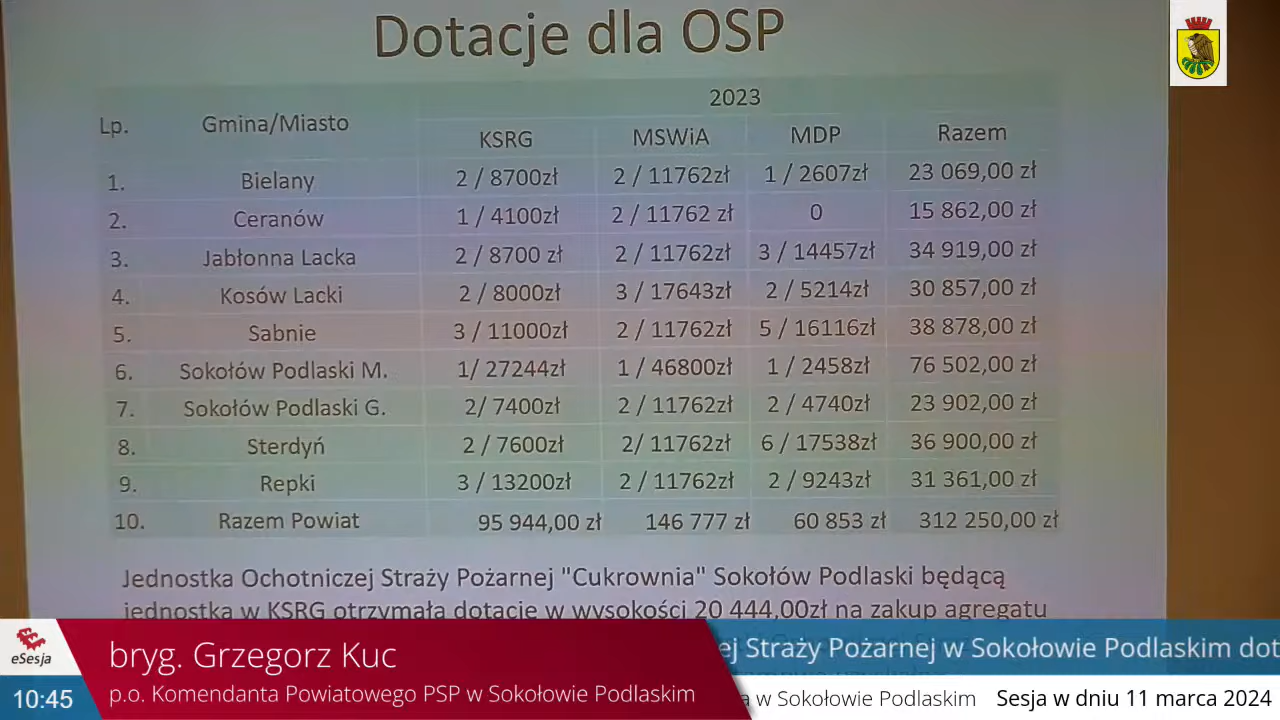 Dotacje dla OSP
Lp. Gmina/Miasto 2023
KSRG MSWiA MDP Razem
1. Bielany 2 / 8700zł 2 / 11762zł 1 / 2607zł 23 069,00 zł
2. Ceranów 1 / 4100zł 2 / 11762 zł 0 15 862,00 zł
3. Jabłonna Lacka 2 / 8700 zł 2 / 11762zł 3 / 14457zł 34 919,00 zł
4. Kosów Lacki 2 / 8000zł 3 / 17643zł 2 / 5214zł 30 857,00 zł
5. Sabnie 3 / 11000zł 2 / 11762zł 5 / 16116zł 38 878,00 zł
6. Sokołów Podlaski M. 1/ 27244zł 1 / 46800zł 1 / 2458zł 76 502,00 zł
7. Sokołów Podlaski G. 2/ 7400zł 2 / 11762zł 2 / 4740zł 23 902,00 zł
8. Sterdyń 2 / 7600zł 2/ 11762zł 6 / 17538zł 36 900,00 zł
9. Repki 3 / 13200zł 2 / 11762zł 2 / 9243zł 31 361,00 zł
10. Razem Powiat 95 944,00 zł 146 777 zł 60 853 zł 312 250,00 zł
Jednostka Ochotniczej Straży Pożarnej "Cukrownia" Sokołów Podlaski będącą
jednostka w KSRG otrzymała dotację w wysokości 20 444,00zł na zakup agregatu
eSesja
10:45
bryg. Grzegorz Kuc
p.o. Komendanta Powiatowego PSP w Sokołowie Podlaskim
ej Straży Pożarnej w Sokołowie Podlaskim dot
w Sokołowie Podlaskim Sesja w dniu 11 marca 2024